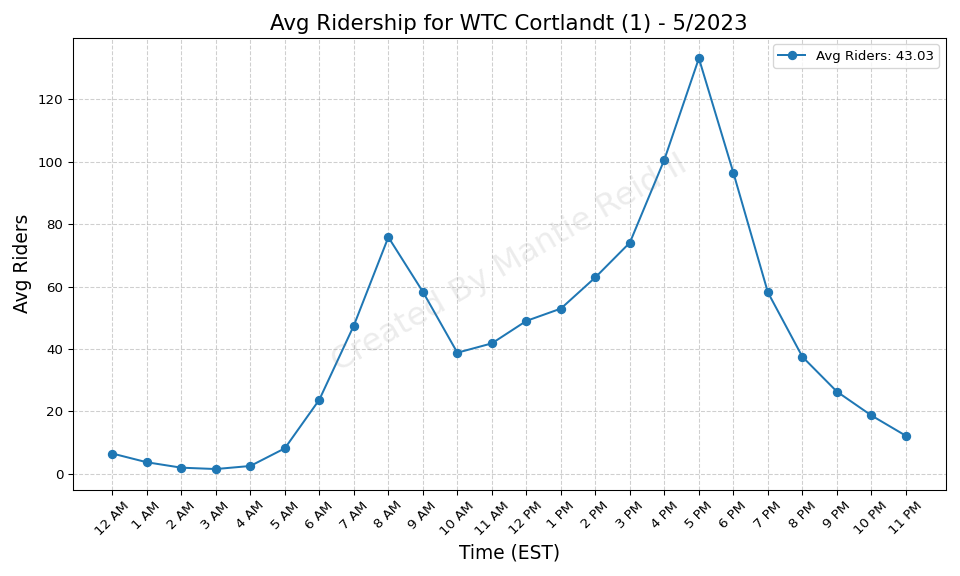 Avg Ridership for WTC Cortlandt (1) - 5/2023
Avg Riders: 43.03
Avg Riders
120
100
80
60
40
20
0
Created By Mantie Reid II
12 AM
1 AM
2 AM
3 AM
4 AM
5 AM
6 AM
7 AM
8 AM
9 AM
10 AM
11 AM
12 PM
1 PM
2 PM
3 PM
4 PM
5 PM
6 PM
7 PM
8 PM
9 PM
10 PM
11 PM
Time (EST)